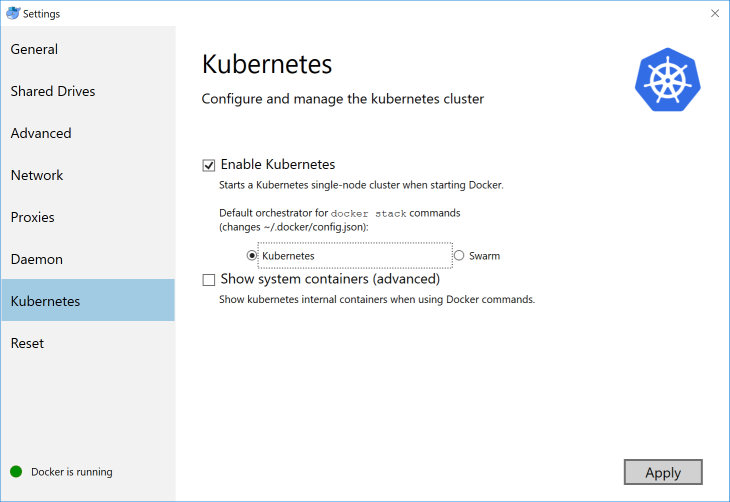 Settings
General
Shared Drives
Advanced
Network
Proxies
Daemon
Kubernetes
Reset
Docker is running
Kubernetes
Configure and manage the kubernetes cluster
Enable Kubernetes
Starts a Kubernetes single-node cluster when starting Docker.
Default orchestrator for docker stack commands
(changes ~/.docker/config.json):
Kubernetes Swarm
Show system containers (advanced)
Show kubernetes internal containers when using Docker commands.
Apply